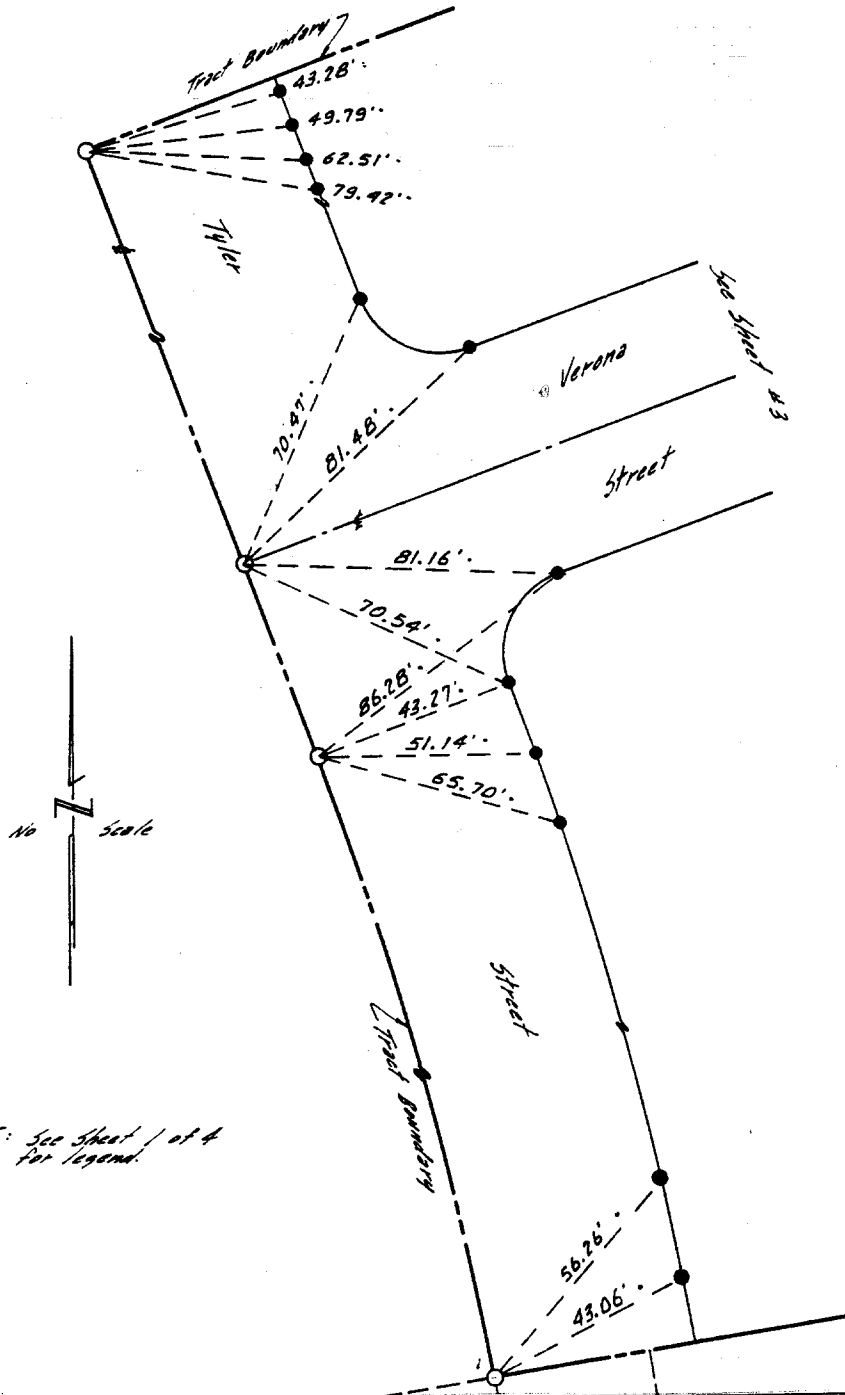 Tract Boundary
43.28'
49.79'
62.51'
79.42'
Tyler
See Sheet #3
Verona
70.47'
81.48'
Street
81.16'
70.54'
86.28'
43.27'
51.14'
65.70'
No Scale
Street
Tract Boundary
: See Sheet 1 of 4
for legend.
56.26'
43.06'